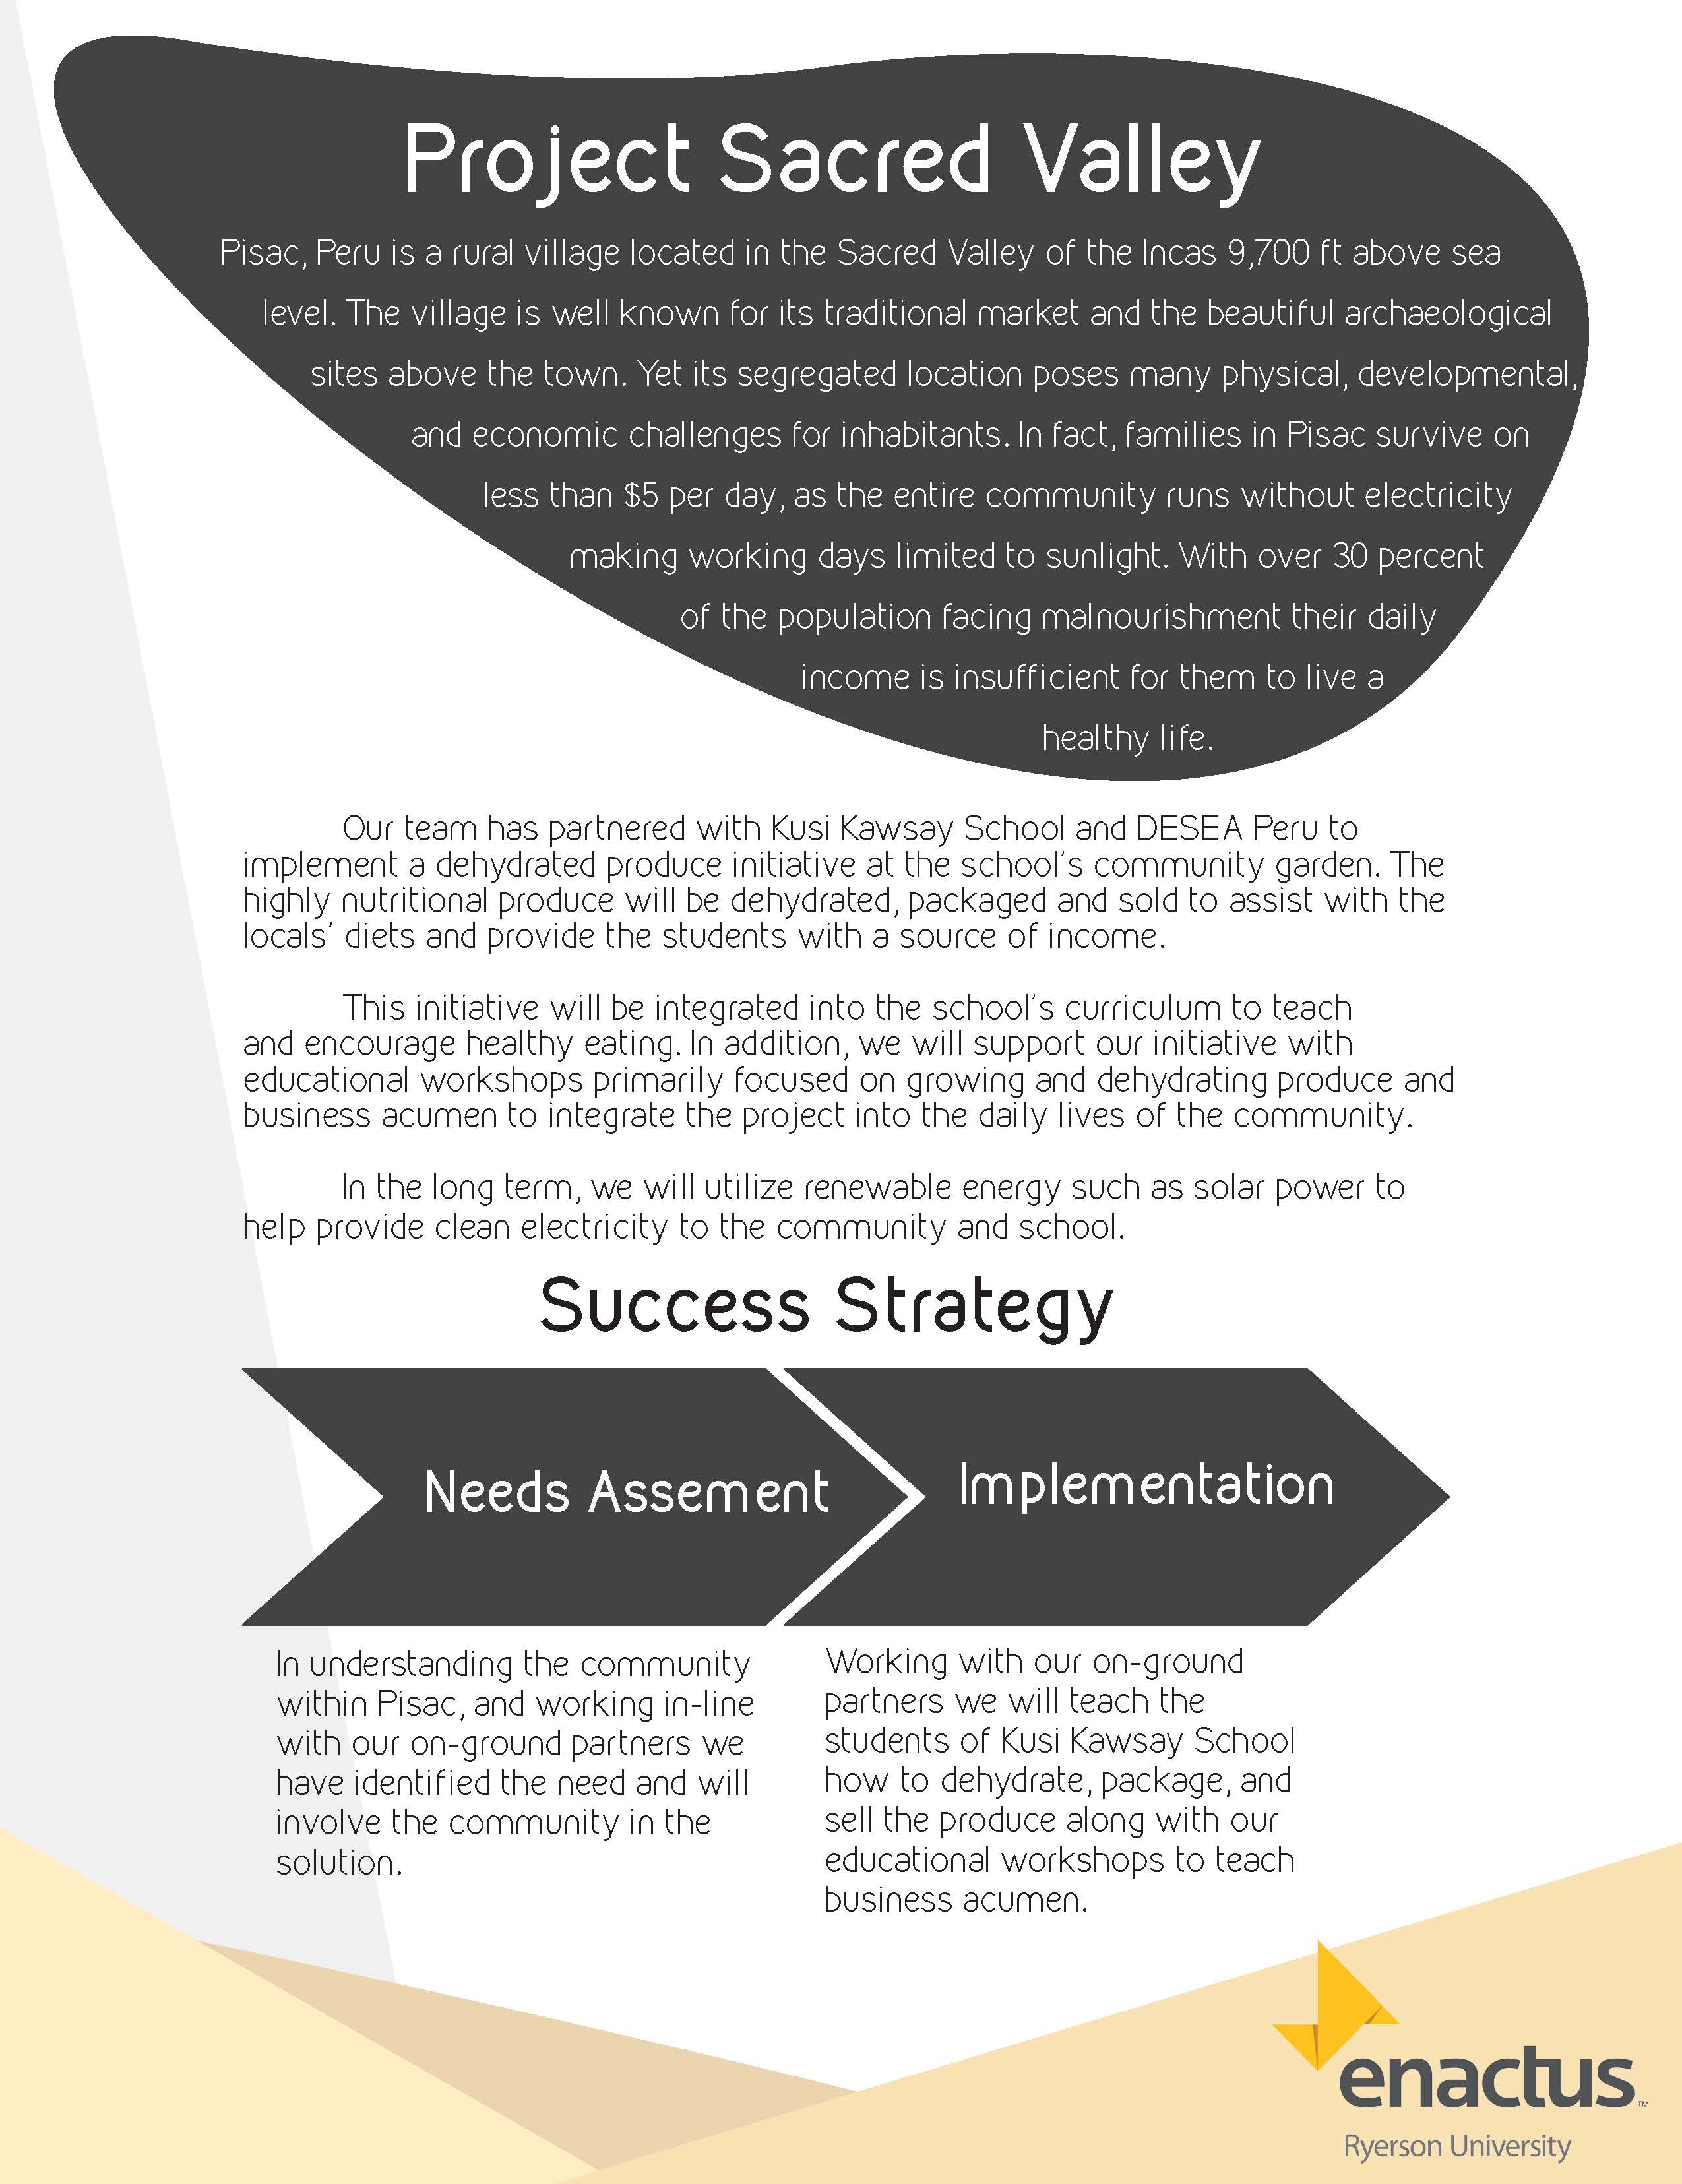 Project Sacred Valley
Pisac, Peru is a rural village located in the Sacred Valley of the Incas 9,700 ft above sea
level. The village is well known for its traditional market and the beautiful archaeological
sites above the town. Yet its segregated location poses many physical, developmental,
and economic challenges for inhabitants. In fact, families in Pisac survive on
less than $5 per day, as the entire community runs without electricity
making working days limited to sunlight. With over 30 percent
of the population facing malnourishment their daily
income is insufficient for them to live a
healthy life.
Our team has partnered with Kusi Kawsay School and DESEA Peru to
implement a dehydrated produce initiative at the school's community garden. The
highly nutritional produce will be dehydrated, packaged and sold to assist with the
locals' diets and provide the students with a source of income.
This initiative will be integrated into the school's curriculum to teach
and encourage healthy eating. In addition, we will support our initiative with
educational workshops primarily focused on growing and dehydrating produce and
business acumen to integrate the project into the daily lives of the community.
In the long term, we will utilize renewable energy such as solar power to
help provide clean electricity to the community and school.
Success Strategy
Needs Assement
Implementation
In understanding the community
within Pisac, and working in-line
with our on-ground partners we
have identified the need and will
involve the community in the
solution.
Working with our on-ground
partners we will teach the
students of Kusi Kawsay School
how to dehydrate, package, and
sell the produce along with our
educational workshops to teach
business acumen.
enactus™
Ryerson University